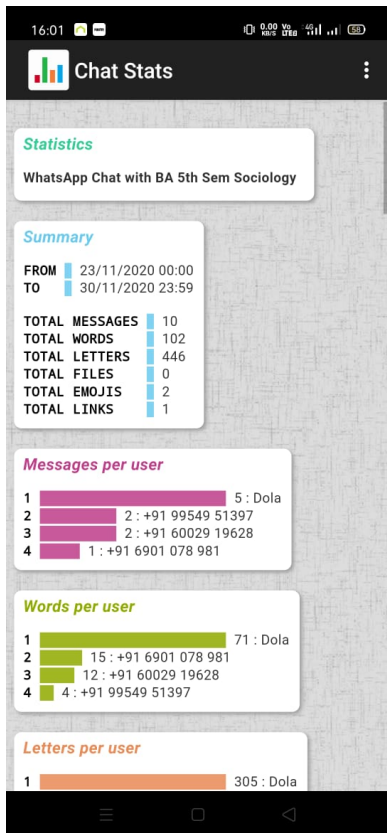 16:01
0.00 KB/S Vo LTE 4G 58
Chat Stats
Statistics
WhatsApp Chat with BA 5th Sem Sociology
Summary
FROM 23/11/2020 00:00
TO 30/11/2020 23:59
TOTAL MESSAGES 10
TOTAL WORDS 102
TOTAL LETTERS 446
TOTAL FILES 0
TOTAL EMOJIS 2
TOTAL LINKS 1
Messages per user
1 5 : Dola
2 2 : +91 99549 51397
3 2 : +91 60029 19628
4 1 : +91 6901 078 981
Words per user
1 71 : Dola
2 15 : +91 6901 078 981
3 12 : +91 60029 19628
4 4 : +91 99549 51397
Letters per user
1 305 : Dola